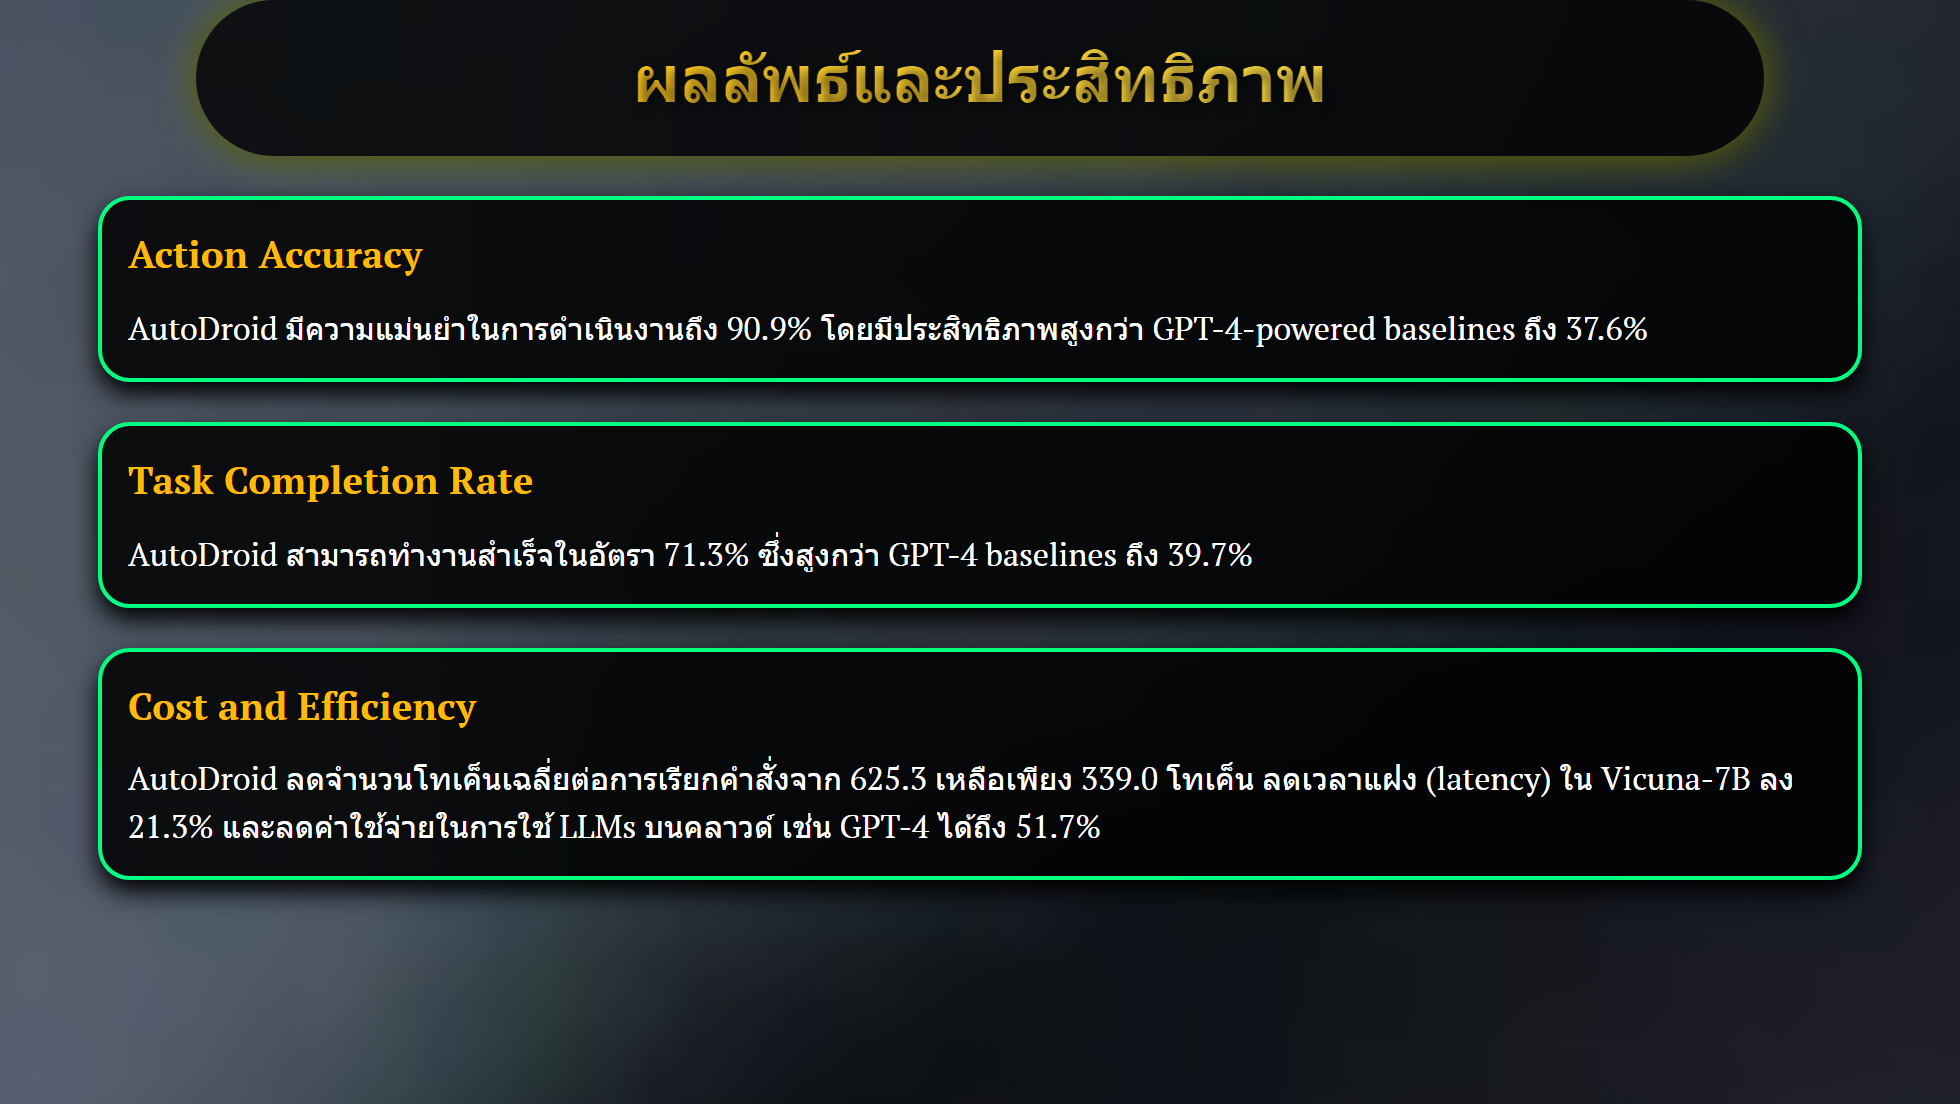 ผลลัพธ์และประสิทธิภาพ
Action Accuracy
AutoDroid มีความแม่นยำในการดำเนินงานถึง 90.9% โดยมีประสิทธิภาพสูงกว่า GPT-4-powered baselines ถึง 37.6%
Task Completion Rate
AutoDroid สามารถทำงานสำเร็จในอัตรา 71.3% ซึ่งสูงกว่า GPT-4 baselines ถึง 39.7%
Cost and Efficiency
AutoDroid ลดจำนวนโทเค็นเฉลี่ยต่อการเรียกคำสั่งจาก 625.3 เหลือเพียง 339.0 โทเค็น ลดเวลาแฝง (latency) ใน Vicuna-7B ลง
21.3% และลดค่าใช้จ่ายในการใช้ LLMs บนคลาวด์ เช่น GPT-4 ได้ถึง 51.7%